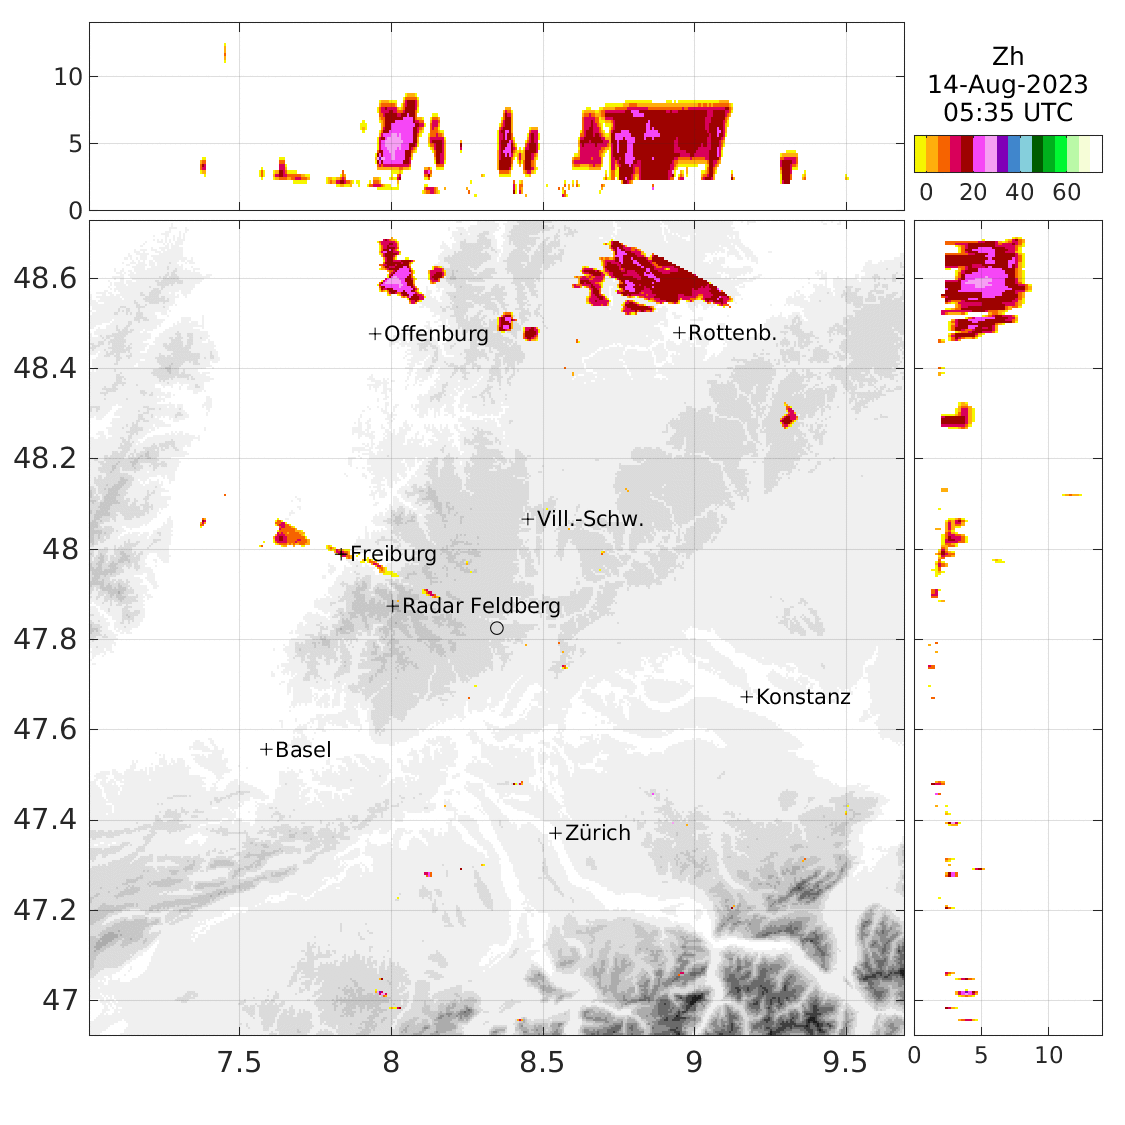 10
5
0
Zh
14-Aug-2023
05:35 UTC
0 20 40 60
48.6
48.4
48.2
48
47.8
47.6
47.4
47.2
47
Offenburg
Rottenb.
Vill.-Schw.
Freiburg
Radar Feldberg
Konstanz
Basel
Zürich
7.5 8 8.5 9 9.5
0 5 10